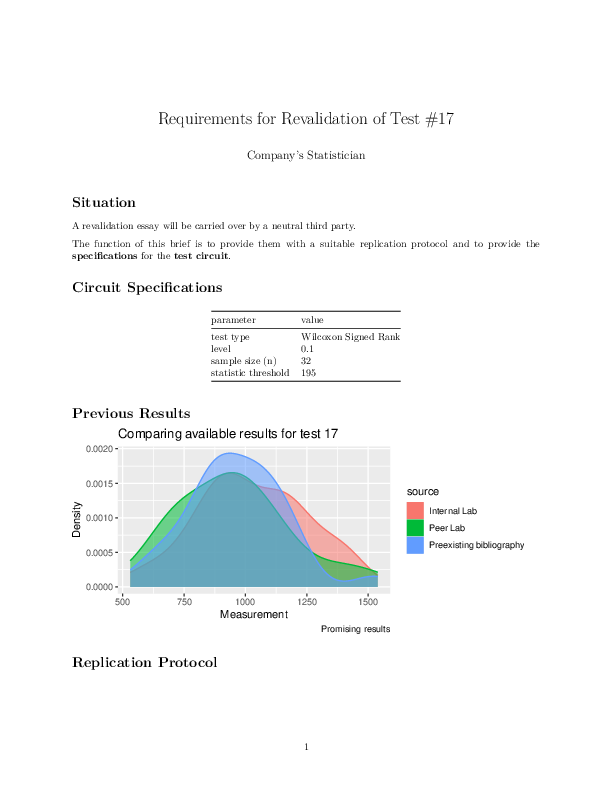 Requirements for Revalidation of Test #17
Company's Statistician
Situation
A revalidation essay will be carried over by a neutral third party.
The function of this brief is to provide them with a suitable replication protocol and to provide the
specifications for the test circuit.
Circuit Specifications
parameter value
test type Wilcoxon Signed Rank
level 0.1
sample size (n) 32
statistic threshold 195
Previous Results
Comparing available results for test 17
0.0020
0.0015
0.0010
0.0005
0.0000
Density
500 750 1000 1250 1500
Measurement
source
Internal Lab
Peer Lab
Preexisting bibliography
Promising results
Replication Protocol
1